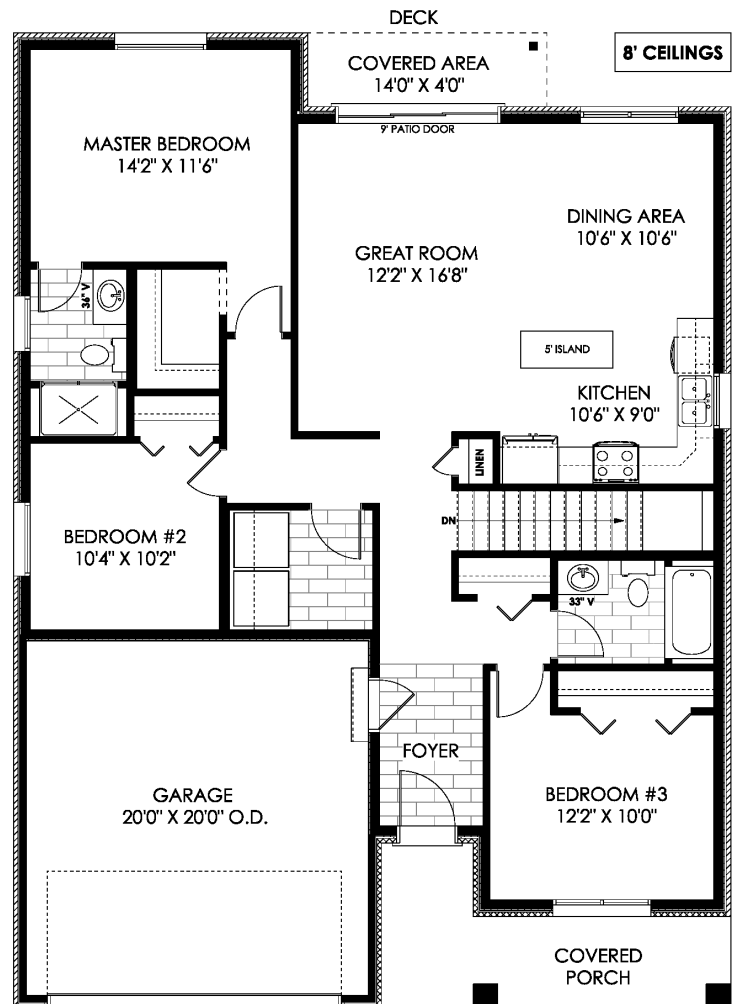 DECK
8' CEILINGS
COVERED AREA
14'0" X 4'0"
9' PATIO DOOR
MASTER BEDROOM
14'2" X 11'6"
DINING AREA
10'6" X 10'6"
GREAT ROOM
12'2" X 16'8"
36" V
5' ISLAND
KITCHEN
10'6" X 9'0"
LINEN
DN
BEDROOM #2
10'4" X 10'2"
33" V
FOYER
GARAGE
20'0" X 20'0" O.D.
BEDROOM #3
12'2" X 10'0"
COVERED
PORCH